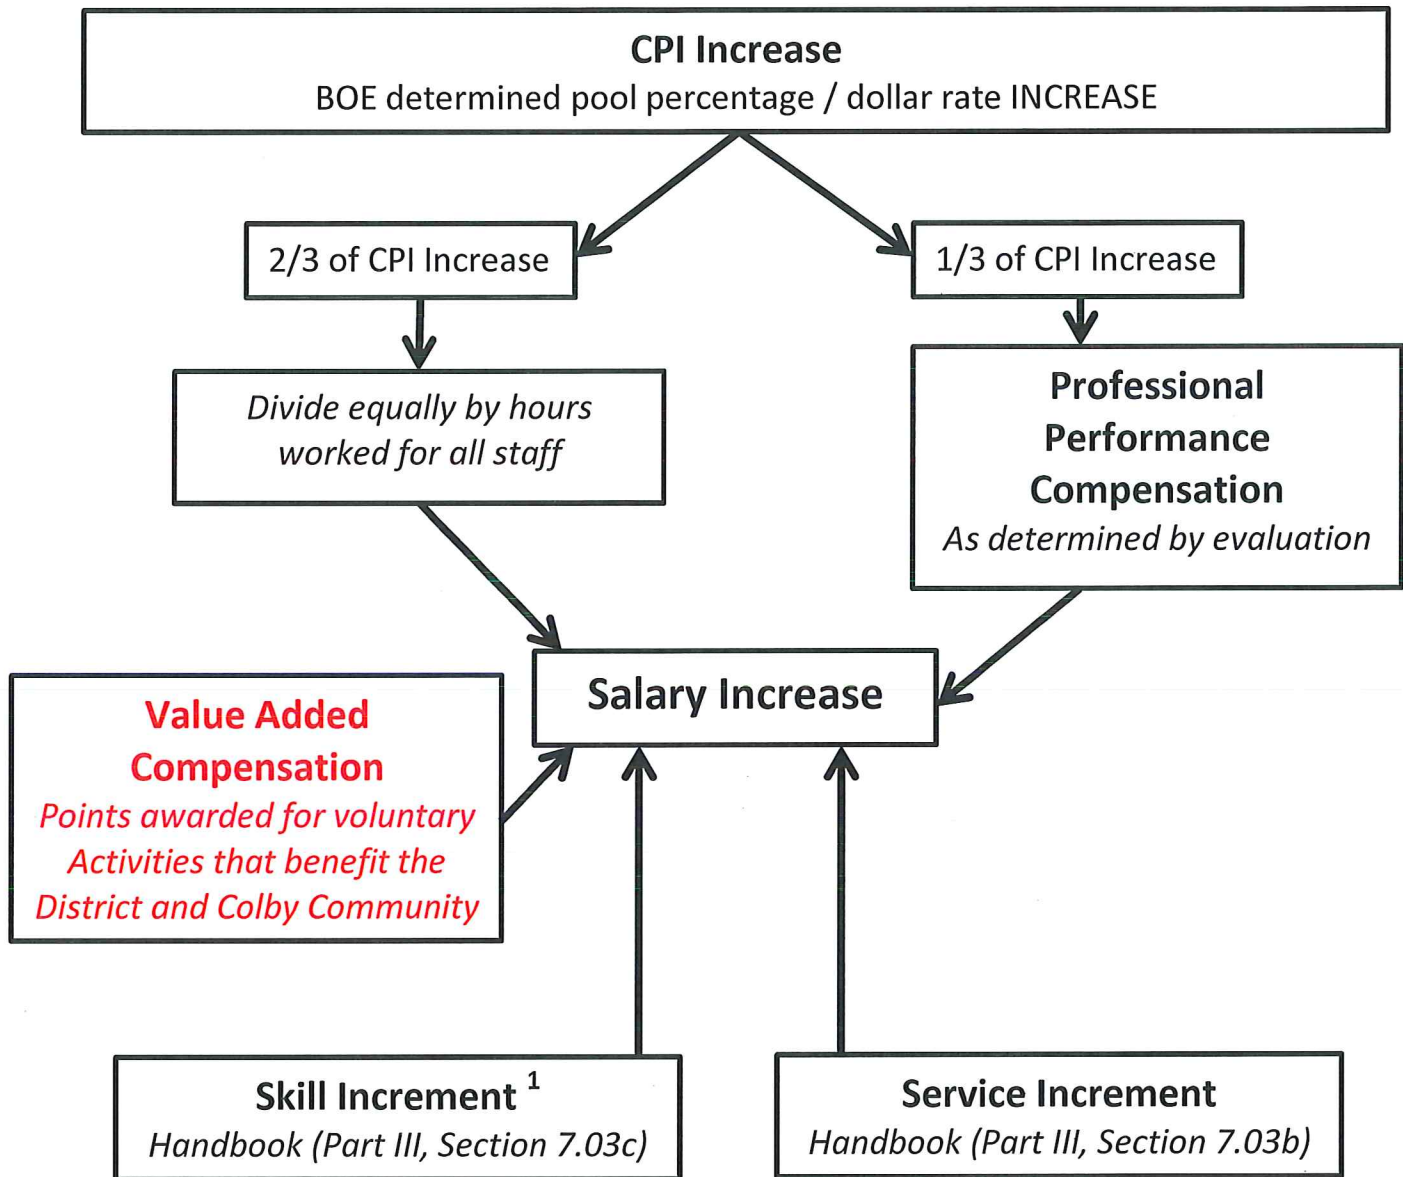 CPI Increase
BOE determined pool percentage / dollar rate INCREASE
2/3 of CPI Increase
1/3 of CPI Increase
Divide equally by hours
worked for all staff
Professional
Performance
Compensation
As determined by evaluation
Salary Increase
Value Added
Compensation
Points awarded for voluntary
Activities that benefit the
District and Colby Community
Skill Increment 1
Handbook (Part III, Section 7.03c)
Service Increment
Handbook (Part III, Section 7.03b)